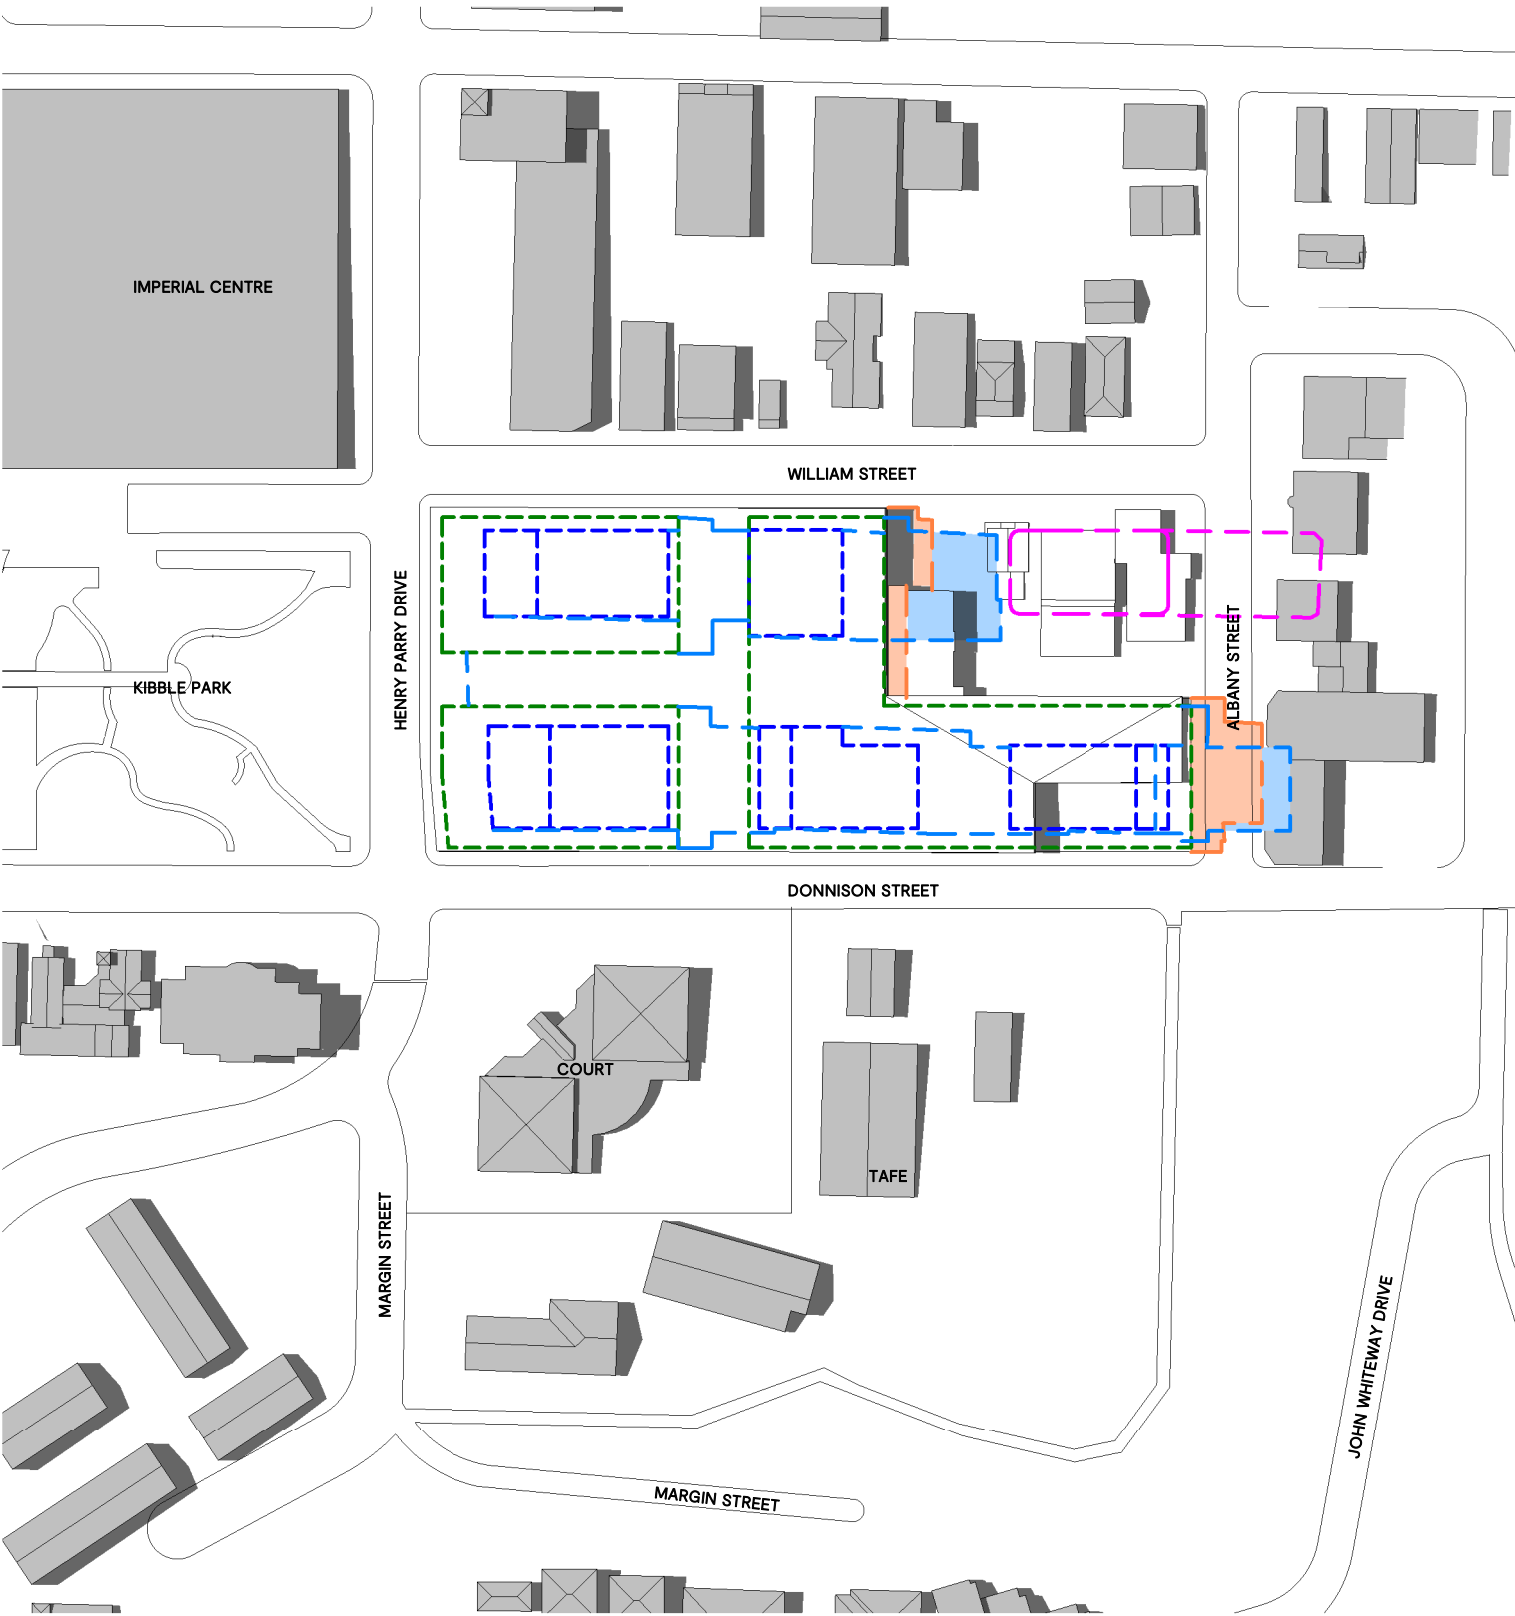 IMPERIAL CENTRE
WILLIAM STREET
HENRY PARRY DRIVE
KIBBLE PARK
ALBANY STREET
DONNISON STREET
COURT
TAFE
MARGIN STREET
JOHN WHITEWAY DRIVE
MARGIN STREET